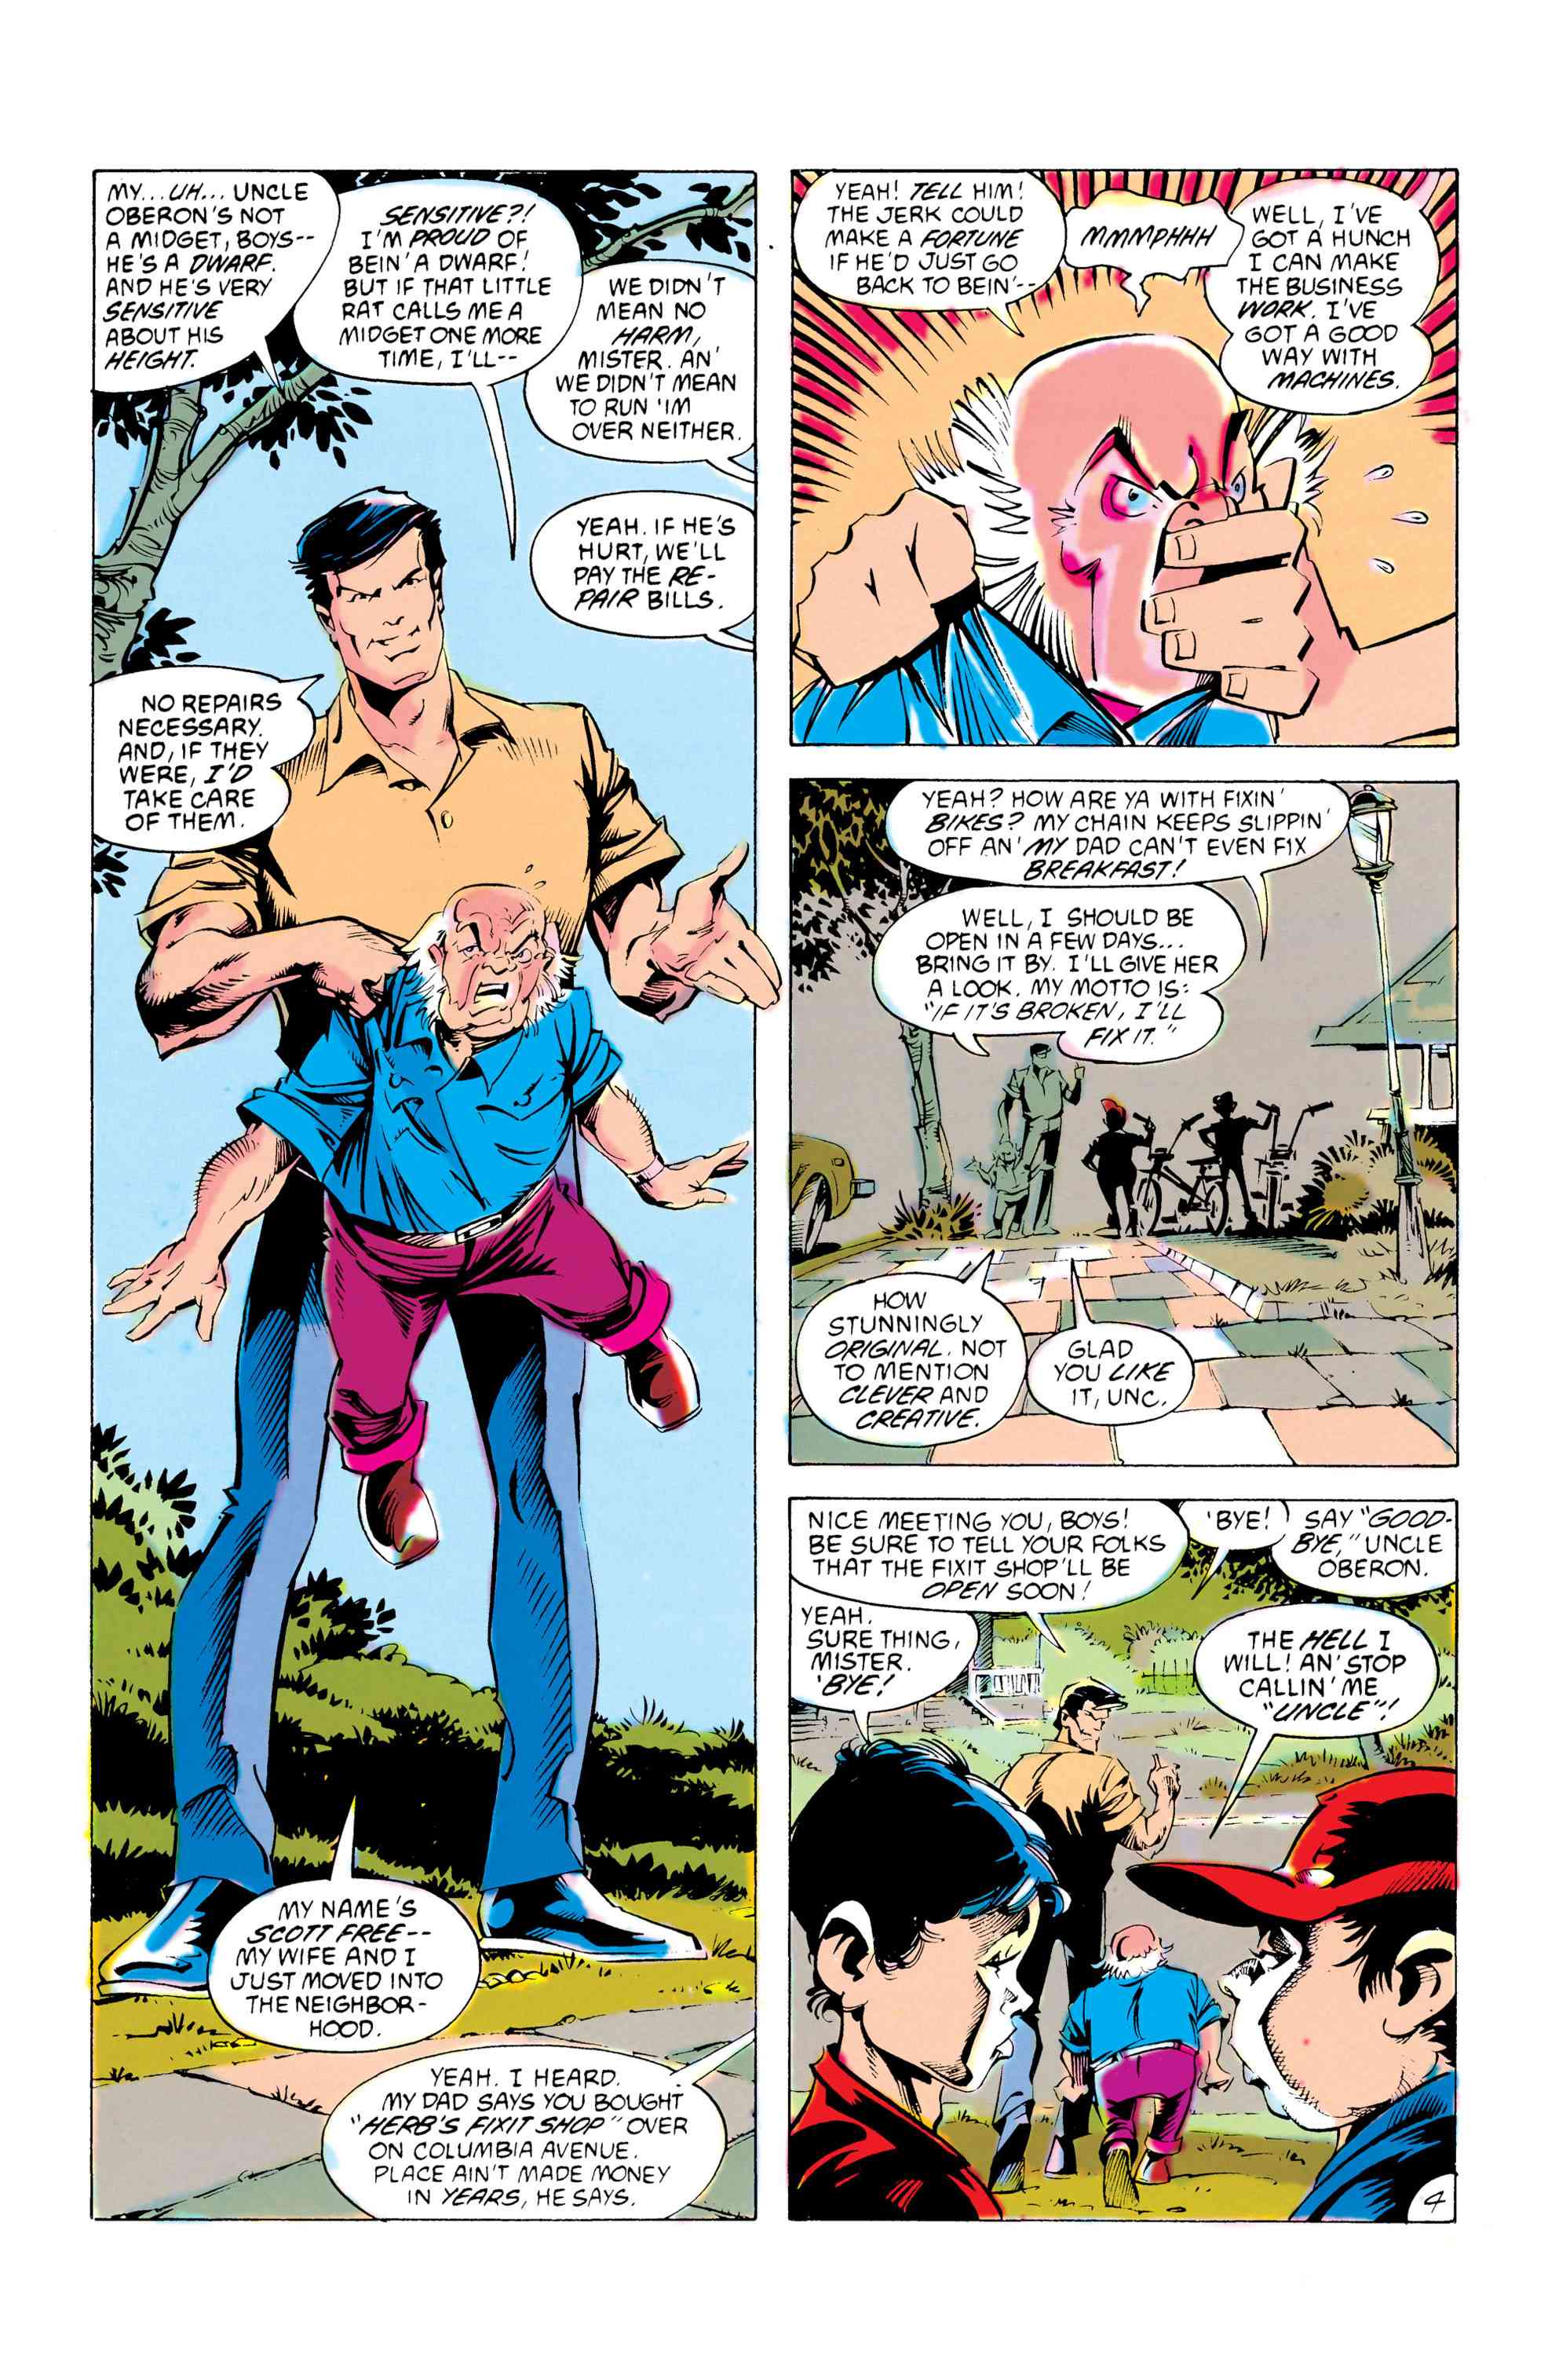 MY...UH... UNCLE
OBERON'S NOT
A MIDGET, BOYS--
HE'S A DWARF.
AND HE'S VERY
SENSITIVE
ABOUT HIS
HEIGHT.
SENSITIVE?!
I'M PROUD OF
BEIN' A DWARF!
BUT IF THAT LITTLE
RAT CALLS ME A
MIDGET ONE MORE
TIME, I'LL--
WE DIDN'T
MEAN NO
HARM,
MISTER. AN'
WE DIDN'T MEAN
TO RUN 'IM
OVER NEITHER.
YEAH. IF HE'S
HURT, WE'LL
PAY THE RE-
PAIR BILLS.
NO REPAIRS
NECESSARY.
AND, IF THEY
WERE, I'D
TAKE CARE
OF THEM.
MY NAME'S
SCOTT FREE--
MY WIFE AND I
JUST MOVED INTO
THE NEIGHBOR-
HOOD.
YEAH. I HEARD.
MY DAD SAYS YOU BOUGHT
"HERB'S FIXIT SHOP" OVER
ON COLUMBIA AVENUE.
PLACE AIN'T MADE MONEY
IN YEARS, HE SAYS.
YEAH! TELL HIM!
THE JERK COULD
MAKE A FORTUNE
IF HE'D JUST GO
BACK TO BEIN'--
MMMPHHH
WELL, I'VE
GOT A HUNCH
I CAN MAKE
THE BUSINESS
WORK. I'VE
GOT A GOOD
WAY WITH
MACHINES.
YEAH? HOW ARE YA WITH FIXIN'
BIKES? MY CHAIN KEEPS SLIPPIN'
OFF AN' MY DAD CAN'T EVEN FIX
BREAKFAST!
WELL, I SHOULD BE
OPEN IN A FEW DAYS...
BRING IT BY. I'LL GIVE HER
A LOOK. MY MOTTO IS:
"IF IT'S BROKEN, I'LL
FIX IT."
HOW
STUNNINGLY
ORIGINAL. NOT
TO MENTION
CLEVER AND
CREATIVE.
GLAD
YOU LIKE
IT, UNC.
NICE MEETING YOU, BOYS!
BE SURE TO TELL YOUR FOLKS
THAT THE FIXIT SHOP'LL BE
OPEN SOON!
YEAH.
SURE THING,
MISTER.
'BYE!
'BYE!
SAY "GOOD-
BYE," UNCLE
OBERON.
THE HELL I
WILL! AN' STOP
CALLIN' ME
"UNCLE"!
4